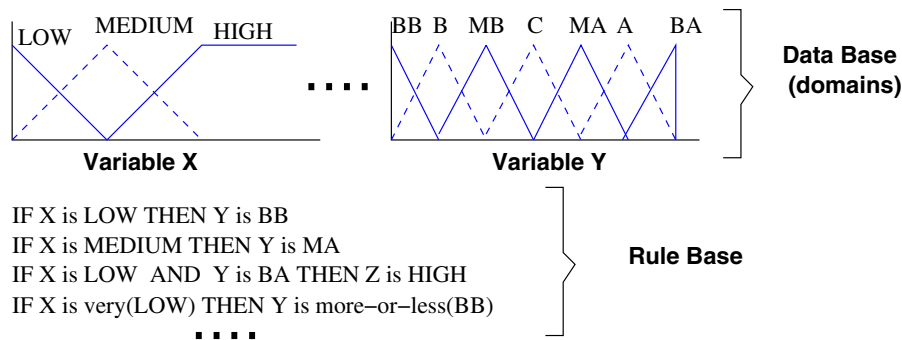 LOW MEDIUM HIGH
BB B MB C MA A BA
Data Base
(domains)
Variable X
Variable Y
IF X is LOW THEN Y is BB
IF X is MEDIUM THEN Y is MA
IF X is LOW AND Y is BA THEN Z is HIGH
IF X is very(LOW) THEN Y is more−or−less(BB)
Rule Base